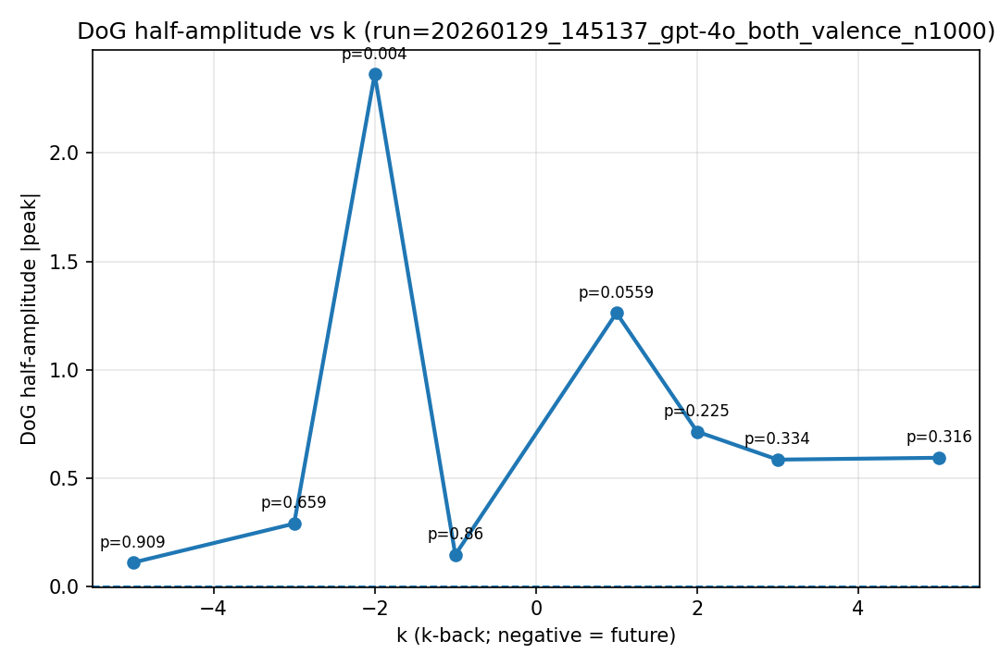 DoG half-amplitude vs k (run=20260129_145137_gpt-4o_both_valence_n1000)
p=0.004
2.0
1.5
p=0.0559
1.0
p=0.225
p=0.334
p=0.316
0.5
p=0.659
p=0.86
p=0.909
0.0
−4
−2
0
2
4
DoG half-amplitude |peak|
k (k-back; negative = future)